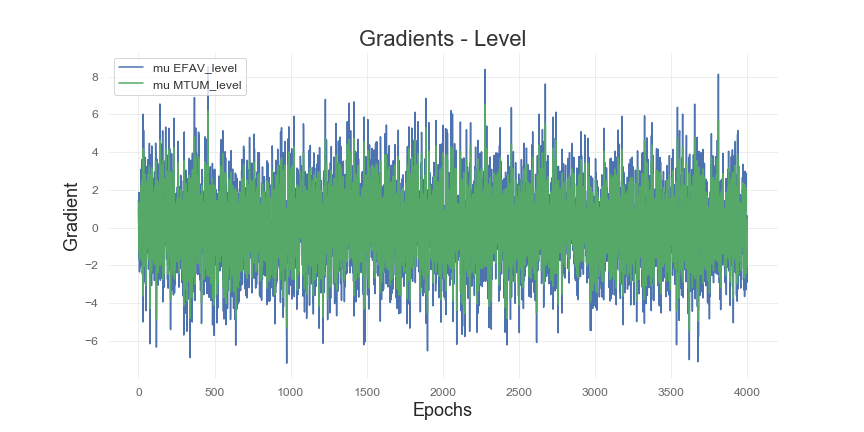 Gradients - Level
mu EFAV_level
mu MTUM_level
8
6
4
2
0
−2
−4
−6
Gradient
0 500 1000 1500 2000 2500 3000 3500 4000
Epochs